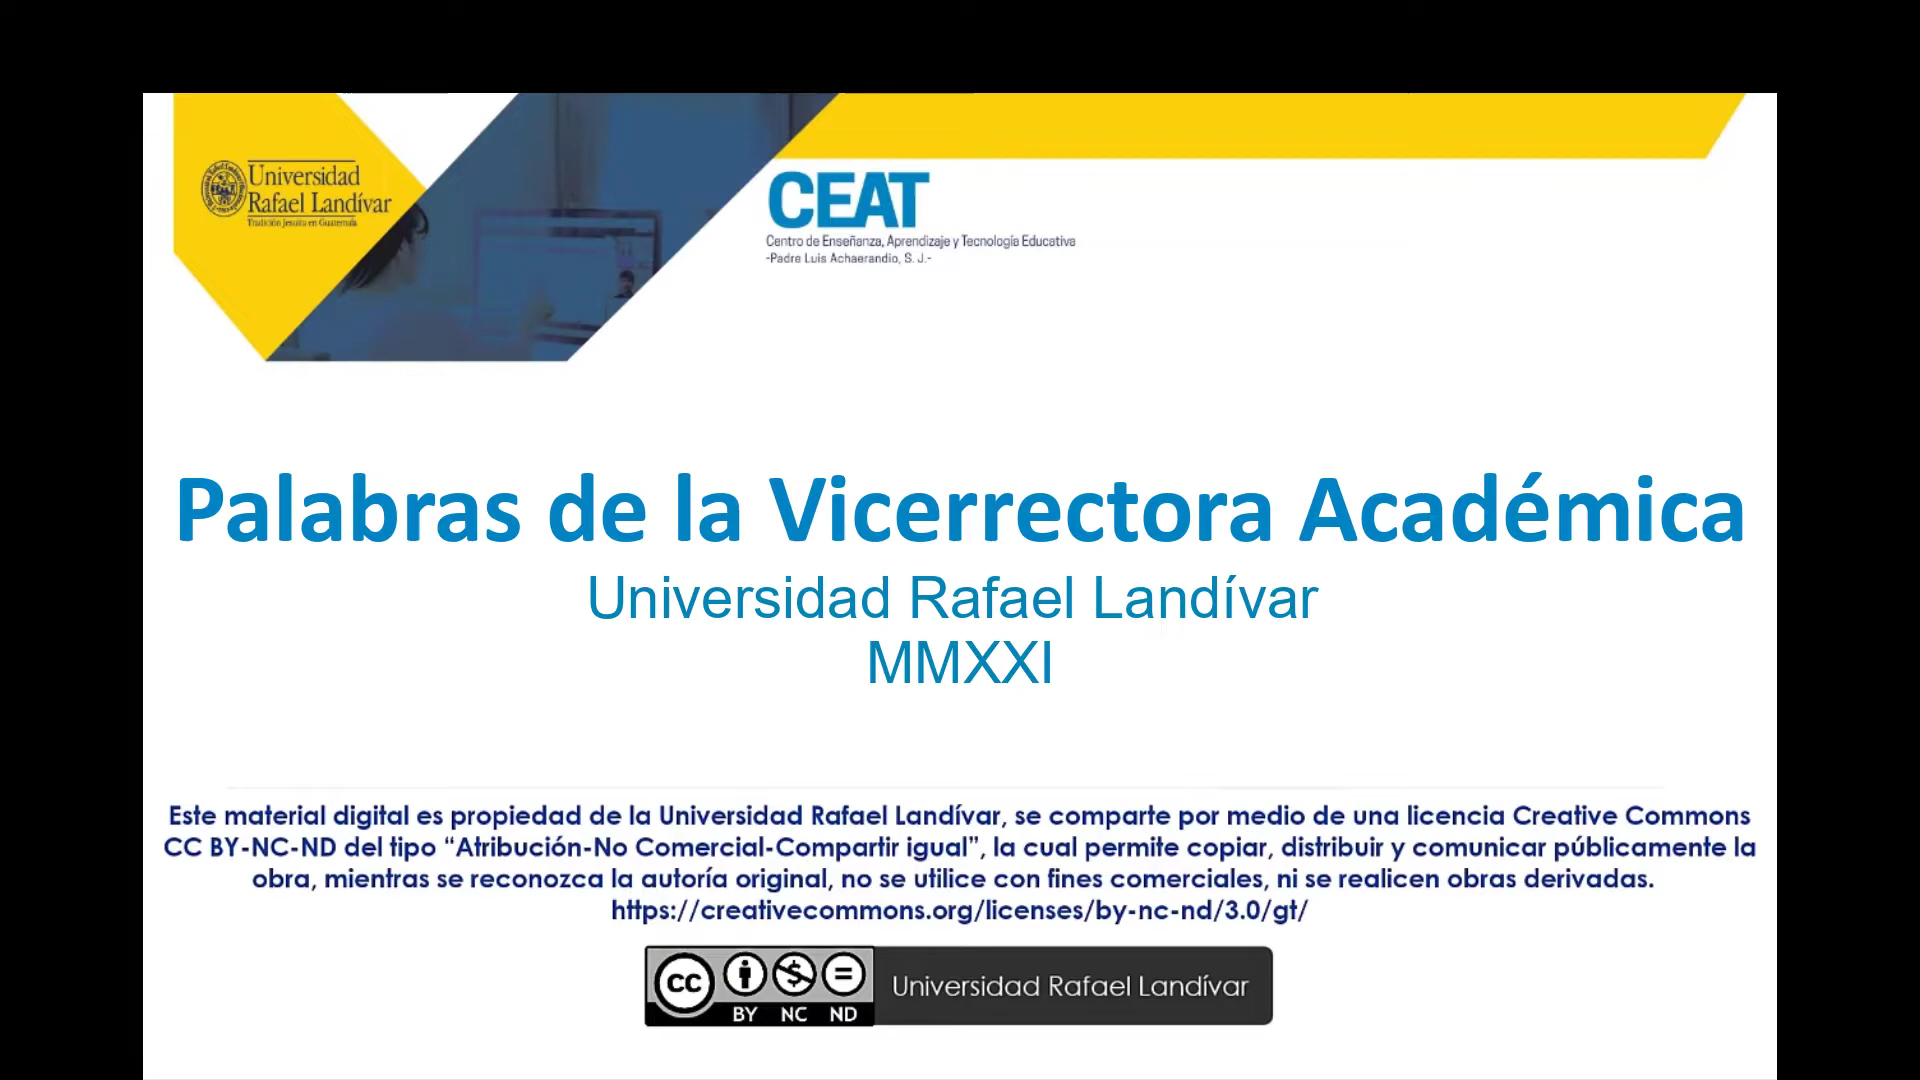 Universidad
Rafael Landívar
Tradición Jesuita en Guatemala
CEAT
Centro de Enseñanza, Aprendizaje y Tecnología Educativa
-Padre Luis Achaerandio, S. J.-
Palabras de la Vicerrectora Académica
Universidad Rafael Landívar
MMXXI
Este material digital es propiedad de la Universidad Rafael Landívar, se comparte por medio de una licencia Creative Commons
CC BY-NC-ND del tipo “Atribución-No Comercial-Compartir igual”, la cual permite copiar, distribuir y comunicar públicamente la
obra, mientras se reconozca la autoría original, no se utilice con fines comerciales, ni se realicen obras derivadas.
https://creativecommons.org/licenses/by-nc-nd/3.0/gt/
cc BY NC ND Universidad Rafael Landívar